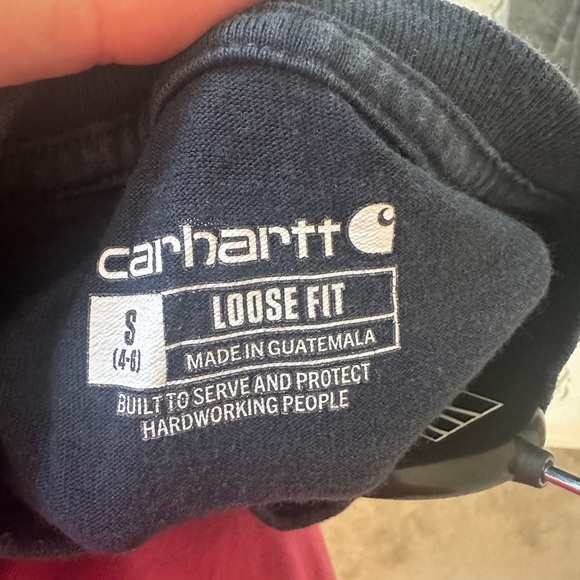 carhartt
S
(4-6)
LOOSE FIT
MADE IN GUATEMALA
BUILT TO SERVE AND PROTECT
HARDWORKING PEOPLE